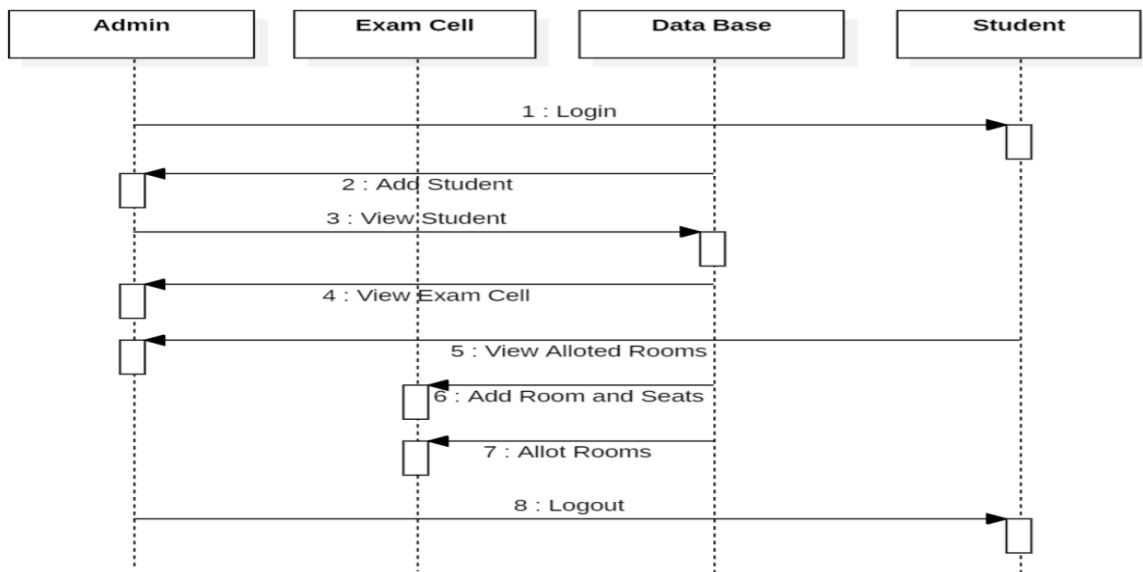 Admin
Exam Cell
Data Base
Student
1 : Login
2 : Add Student
3 : View Student
4 : View Exam Cell
5 : View Alloted Rooms
6 : Add Room and Seats
7 : Allot Rooms
8 : Logout